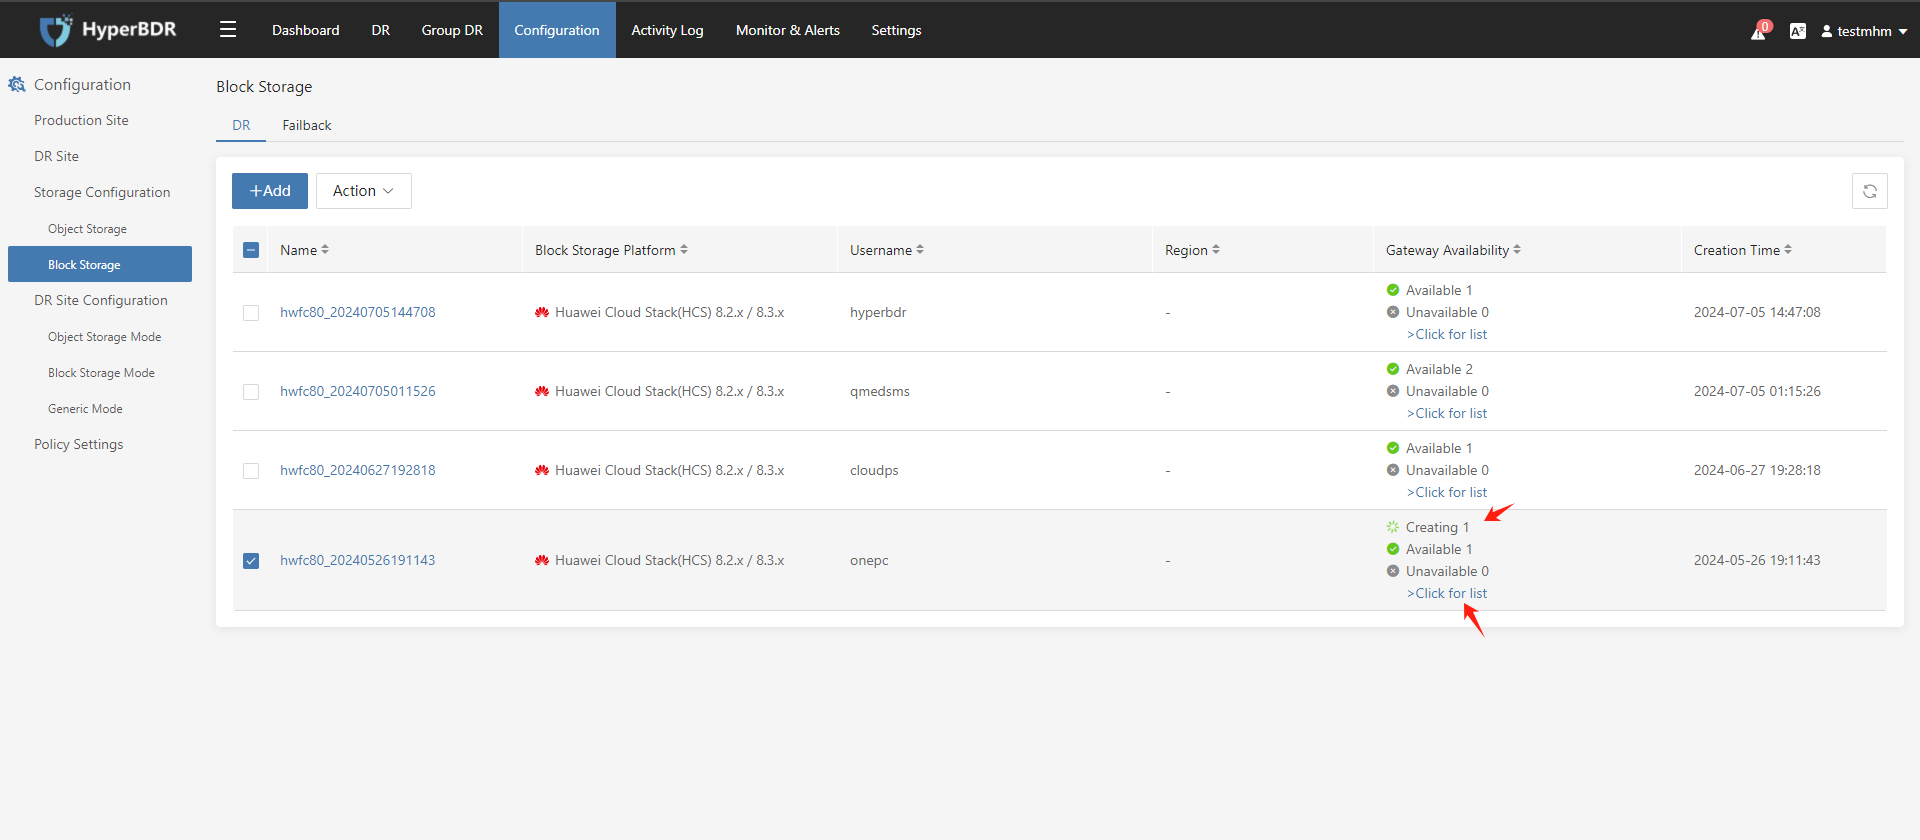 HyperBDR
Dashboard
DR
Group DR
Configuration
Activity Log
Monitor & Alerts
Settings
0
A
testmhm
Configuration
Production Site
DR Site
Storage Configuration
Object Storage
Block Storage
DR Site Configuration
Object Storage Mode
Block Storage Mode
Generic Mode
Policy Settings
Block Storage
DR
Failback
+Add
Action
Name
Block Storage Platform
Username
Region
Gateway Availability
Creation Time
hwfc80_20240705144708
Huawei Cloud Stack(HCS) 8.2.x / 8.3.x
hyperbdr
-
Available 1
Unavailable 0
>Click for list
2024-07-05 14:47:08
hwfc80_20240705011526
Huawei Cloud Stack(HCS) 8.2.x / 8.3.x
qmedsms
-
Available 2
Unavailable 0
>Click for list
2024-07-05 01:15:26
hwfc80_20240627192818
Huawei Cloud Stack(HCS) 8.2.x / 8.3.x
cloudps
-
Available 1
Unavailable 0
>Click for list
2024-06-27 19:28:18
hwfc80_20240526191143
Huawei Cloud Stack(HCS) 8.2.x / 8.3.x
onepc
-
Creating 1
Available 1
Unavailable 0
>Click for list
2024-05-26 19:11:43